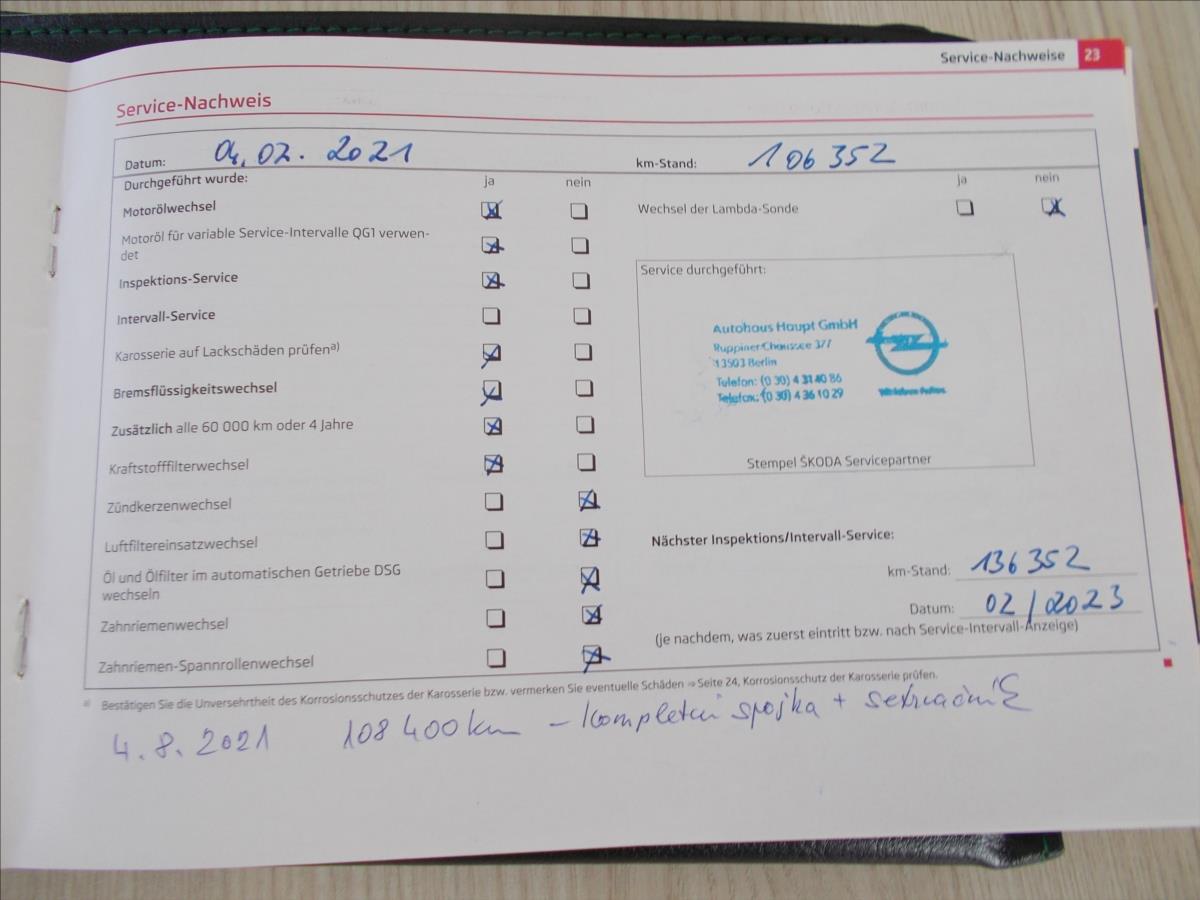 Service-Nachweise 23
Service-Nachweis
Datum: 04.02.2021
km-Stand: 106 352
Durchgeführt wurde: ja nein
ja nein
Motorölwechsel
Wechsel der Lambda-Sonde
Motoröl für variable Service-Intervalle QG1 verwen-
det
Inspektions-Service
Intervall-Service
Karosserie auf Lackschäden prüfen a)
Bremsflüssigkeitswechsel
Zusätzlich alle 60 000 km oder 4 Jahre
Kraftstofffilterwechsel
Zündkerzenwechsel
Luftfiltereinsatzwechsel
Öl und Ölfilter im automatischen Getriebe DSG
wechseln
Zahnriemenwechsel
Zahnriemen-Spannrollenwechsel
Service durchgeführt:
Autohaus Haupt GmbH
Ruppiner Chaussee 377
13503 Berlin
Telefon: (0 30) 4 31 40 86
Telefax: (0 30) 4 36 10 29
Stempel ŠKODA Servicepartner
Nächster Inspektions/Intervall-Service:
km-Stand: 136 352
Datum: 02/2023
(je nachdem, was zuerst eintritt bzw. nach Service-Intervall-Anzeige)
a) Bestätigen Sie die Unversehrtheit des Korrosionsschutzes der Karosserie bzw. vermerken Sie eventuelle Schäden ⇒ Seite 24, Korrosionsschutz der Karosserie prüfen.
4.8.2021 108 400 km - kompletní spojka + setrvačník